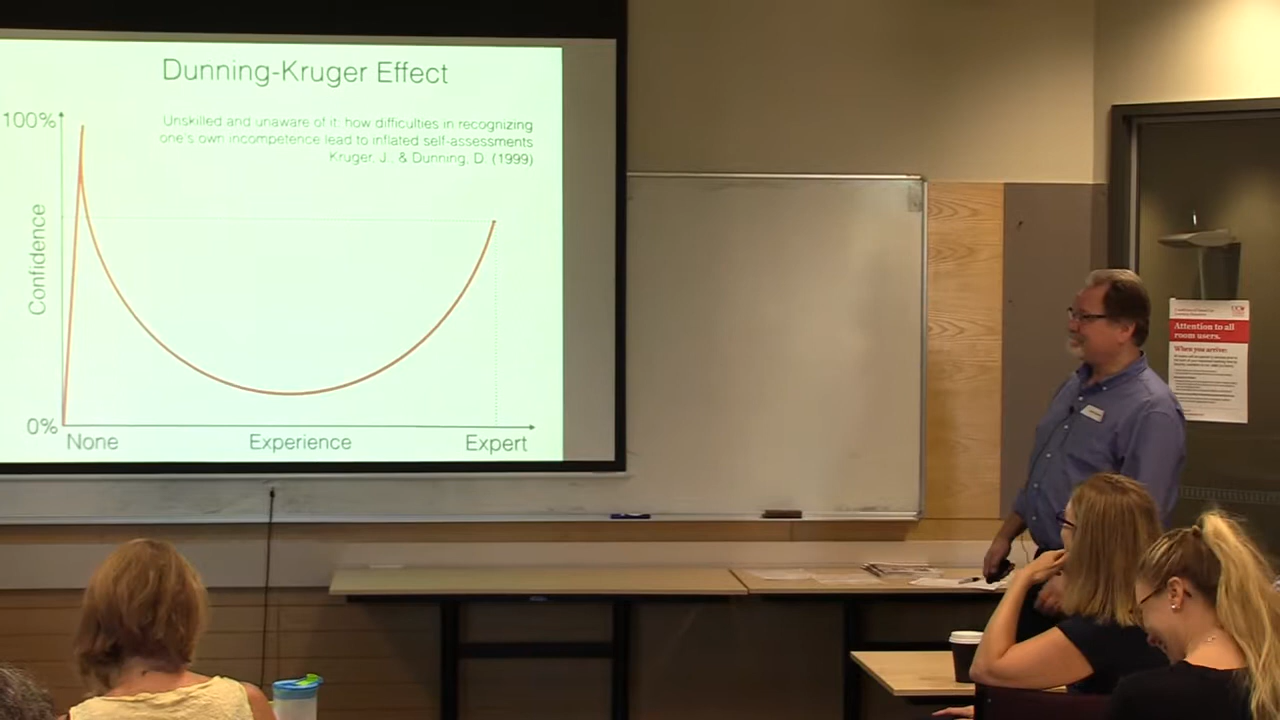 Dunning-Kruger Effect
Unskilled and unaware of it: how difficulties in recognizing
one's own incompetence lead to inflated self-assessments
Kruger, J., & Dunning, D. (1999)
100%
Confidence
0%
None
Experience
Expert
Attention to all
room users.
When you arrive: